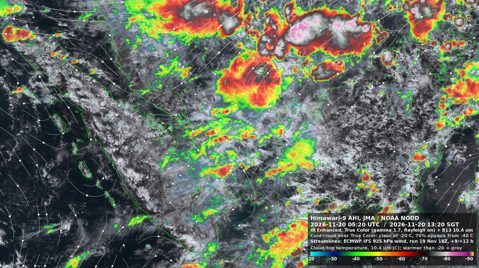 Himawari-9 AHI, JMA / NOAA NODD
2026-11-20 05:20 UTC / 2026-11-20 13:20 SGT
IR Enhanced: True Color (gamma 1.7, Rayleigh on) + B13 10.4 um
Cold cloud over True Color: clear at -20 C, 70% opaque from -40 C
Streamlines: ECMWF IFS 925 hPa wind, run 19 Nov 18Z, +9/+12 h
Cloud-top temperature, 10.4 um (C); warmer than -20 = grey
-20 -30 -40 -50 -60 -70 -80 -90